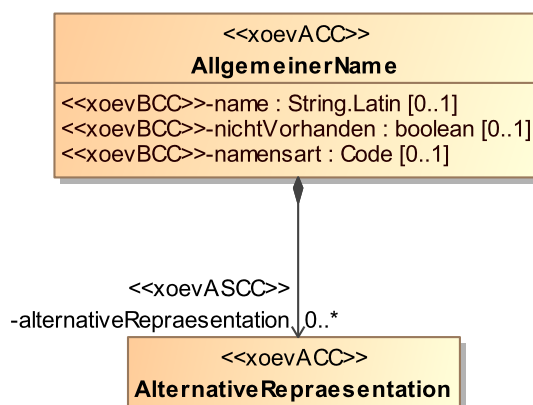 <<xoevACC>>
AllgemeinerName
<<xoevBCC>>-name : String.Latin [0..1]
<<xoevBCC>>-nichtVorhanden : boolean [0..1]
<<xoevBCC>>-namensart : Code [0..1]
<<xoevASCC>>
-alternativeRepraesentation 0..*
<<xoevACC>>
AlternativeRepraesentation